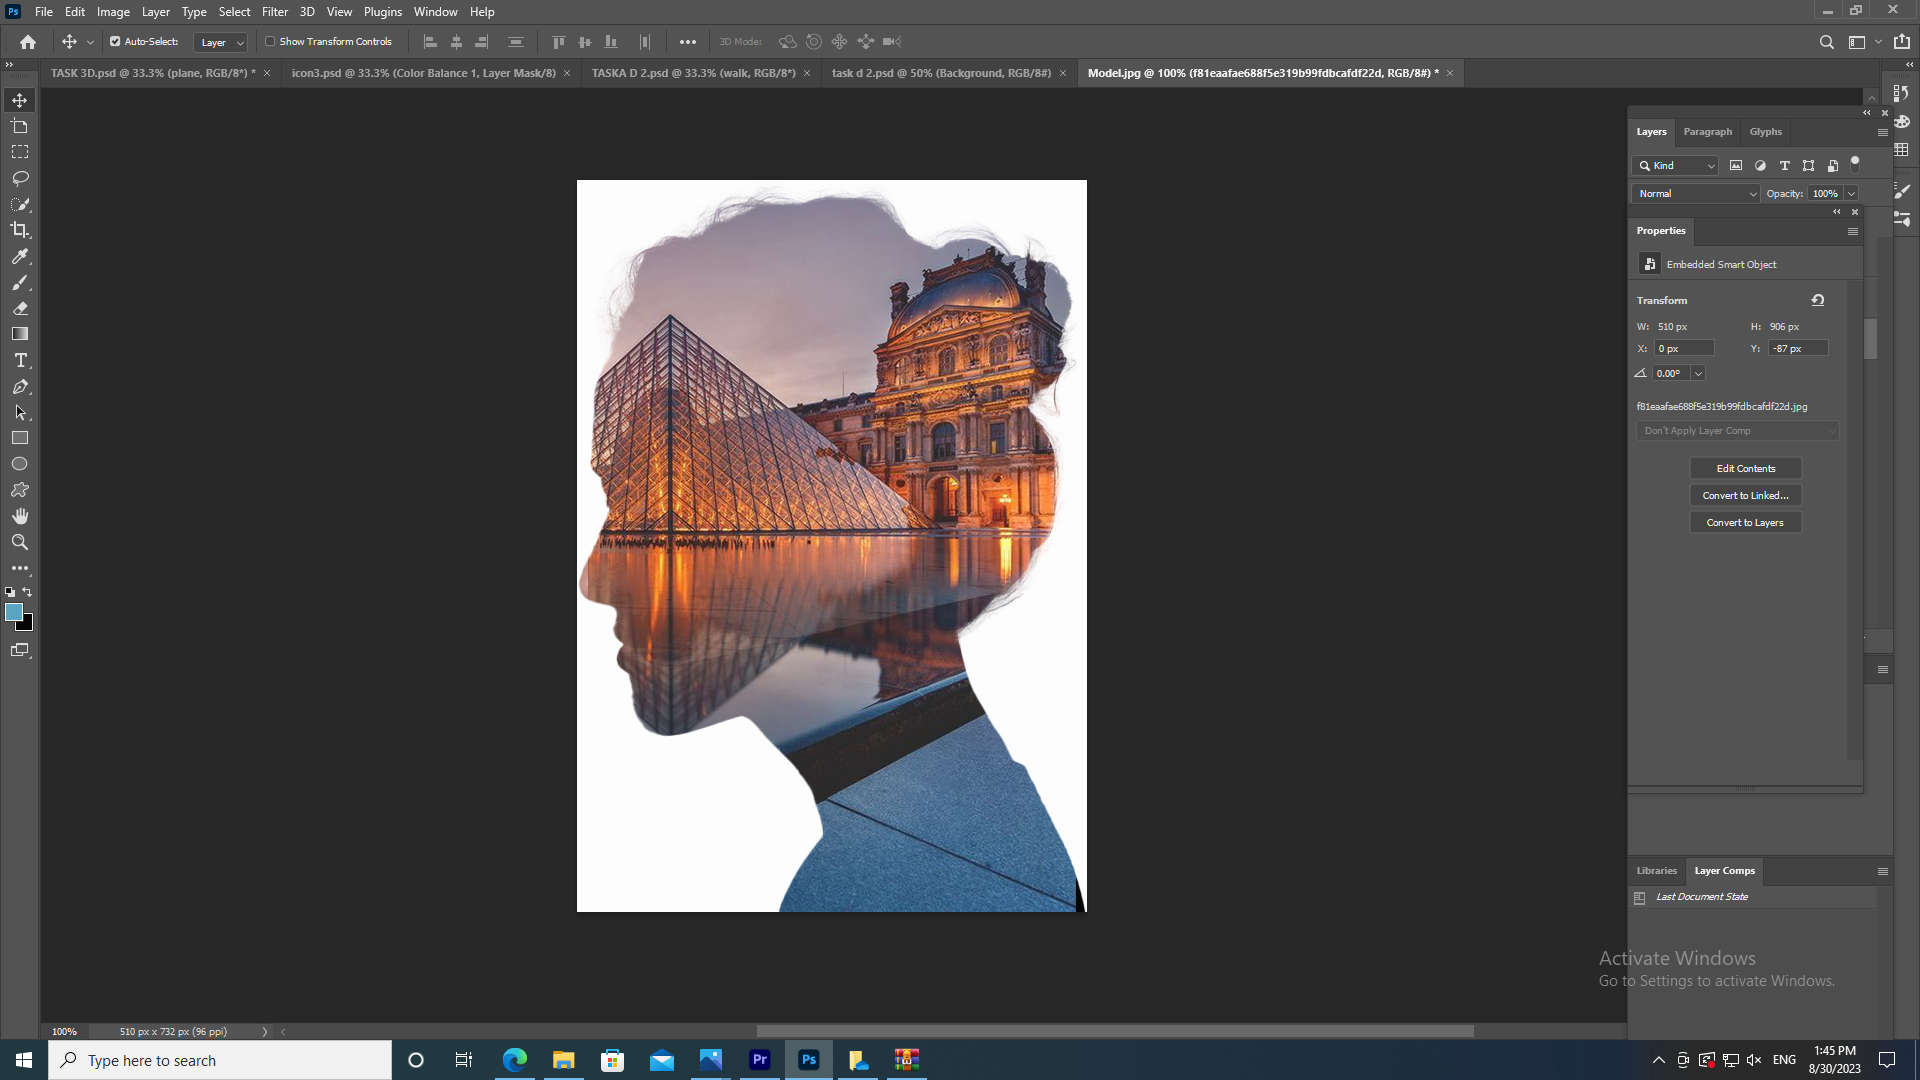 Ps File Edit Image Layer Type Select Filter 3D View Plugins Window Help
Auto-Select: Layer Show Transform Controls 3D Mode:
TASK 3D.psd @ 33.3% (plane, RGB/8*) * icon3.psd @ 33.3% (Color Balance 1, Layer Mask/8) TASKA D 2.psd @ 33.3% (walk, RGB/8*) task d 2.psd @ 50% (Background, RGB/8#) Model.jpg @ 100% (f81eaafae688f5e319b99fdbcafdf22d, RGB/8#) *
Layers Paragraph Glyphs
Kind
Normal Opacity: 100%
Properties
Embedded Smart Object
Transform
W: 510 px H: 906 px
X: 0 px Y: -87 px
0.00°
f81eaafae688f5e319b99fdbcafdf22d.jpg
Don't Apply Layer Comp
Edit Contents
Convert to Linked...
Convert to Layers
Libraries Layer Comps
Last Document State
Activate Windows
Go to Settings to activate Windows.
100% 510 px x 732 px (96 ppi)
Type here to search Pr Ps ENG 1:45 PM
8/30/2023